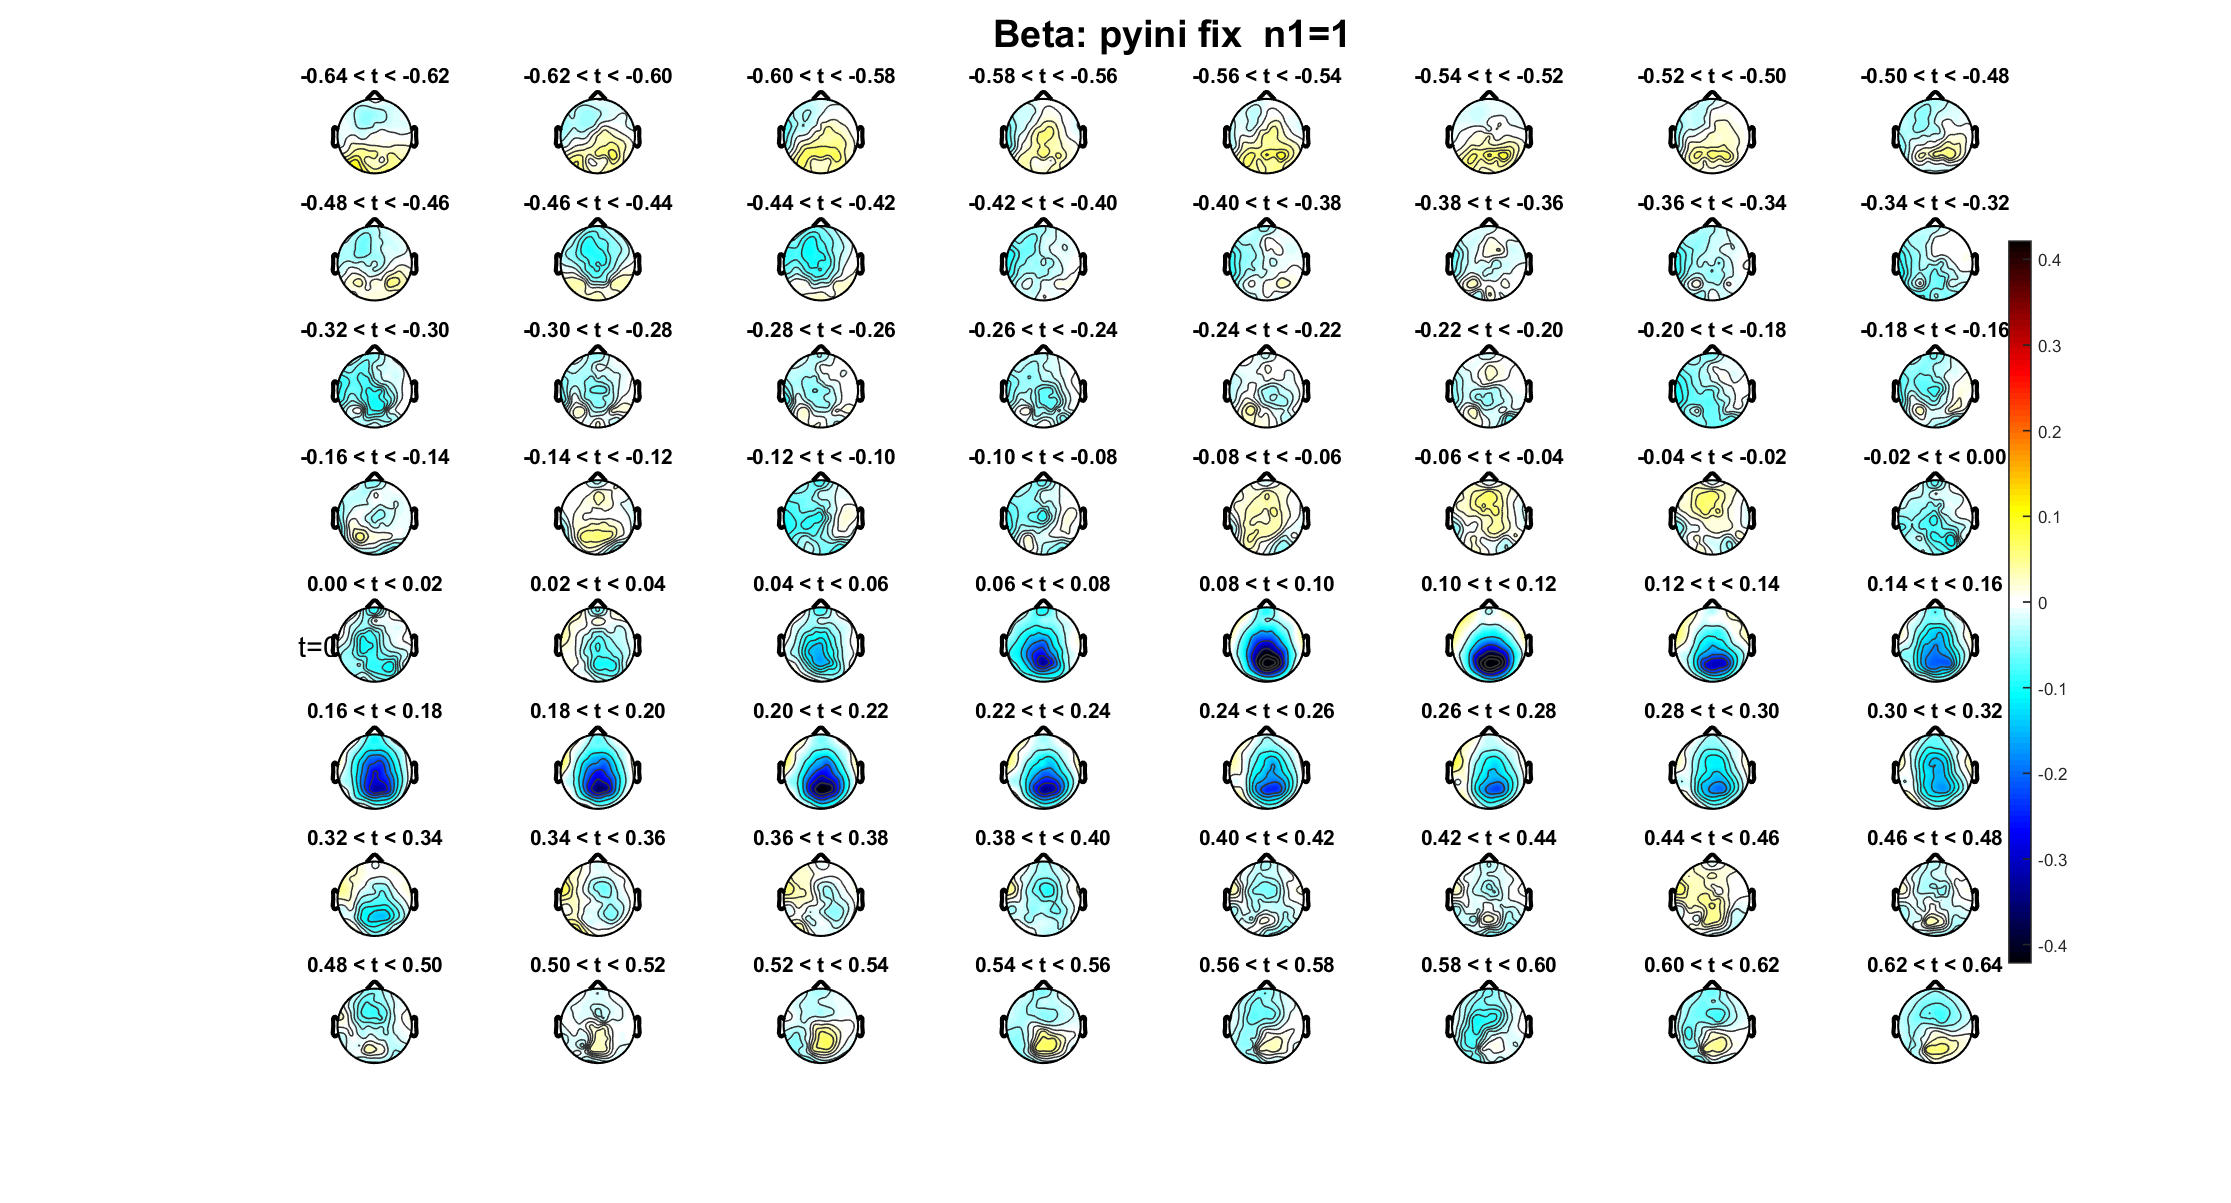 Beta: pyini fix  n1=1
-0.64 < t < -0.62
-0.62 < t < -0.60
-0.60 < t < -0.58
-0.58 < t < -0.56
-0.56 < t < -0.54
-0.54 < t < -0.52
-0.52 < t < -0.50
-0.50 < t < -0.48
-0.48 < t < -0.46
-0.46 < t < -0.44
-0.44 < t < -0.42
-0.42 < t < -0.40
-0.40 < t < -0.38
-0.38 < t < -0.36
-0.36 < t < -0.34
-0.34 < t < -0.32
-0.32 < t < -0.30
-0.30 < t < -0.28
-0.28 < t < -0.26
-0.26 < t < -0.24
-0.24 < t < -0.22
-0.22 < t < -0.20
-0.20 < t < -0.18
-0.18 < t < -0.16
-0.16 < t < -0.14
-0.14 < t < -0.12
-0.12 < t < -0.10
-0.10 < t < -0.08
-0.08 < t < -0.06
-0.06 < t < -0.04
-0.04 < t < -0.02
-0.02 < t < 0.00
0.00 < t < 0.02
0.02 < t < 0.04
0.04 < t < 0.06
0.06 < t < 0.08
0.08 < t < 0.10
0.10 < t < 0.12
0.12 < t < 0.14
0.14 < t < 0.16
t=0
0.16 < t < 0.18
0.18 < t < 0.20
0.20 < t < 0.22
0.22 < t < 0.24
0.24 < t < 0.26
0.26 < t < 0.28
0.28 < t < 0.30
0.30 < t < 0.32
0.32 < t < 0.34
0.34 < t < 0.36
0.36 < t < 0.38
0.38 < t < 0.40
0.40 < t < 0.42
0.42 < t < 0.44
0.44 < t < 0.46
0.46 < t < 0.48
0.48 < t < 0.50
0.50 < t < 0.52
0.52 < t < 0.54
0.54 < t < 0.56
0.56 < t < 0.58
0.58 < t < 0.60
0.60 < t < 0.62
0.62 < t < 0.64
0.4
0.3
0.2
0.1
0
-0.1
-0.2
-0.3
-0.4